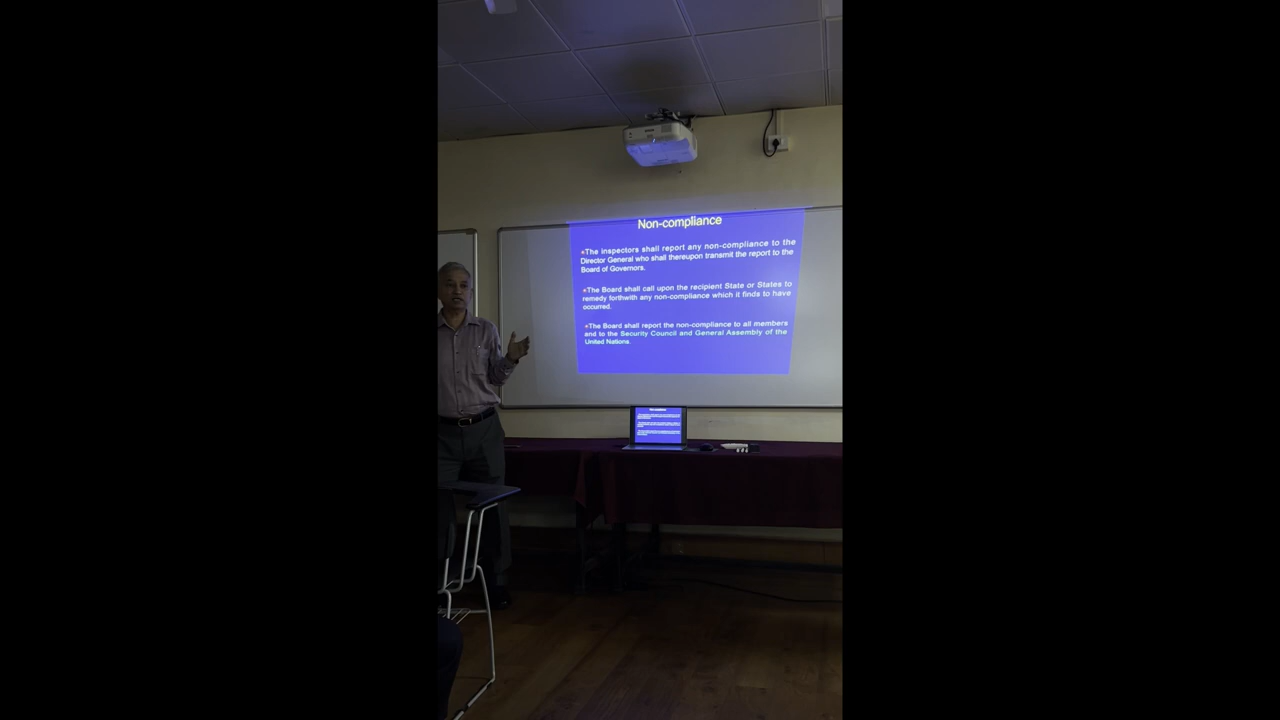 Non-compliance
*The inspectors shall report any non-compliance to the
Director General who shall thereupon transmit the report to the
Board of Governors.
*The Board shall call upon the recipient State or States to
remedy forthwith any non-compliance which it finds to have
occurred.
*The Board shall report the non-compliance to all members
and to the Security Council and General Assembly of the
United Nations.